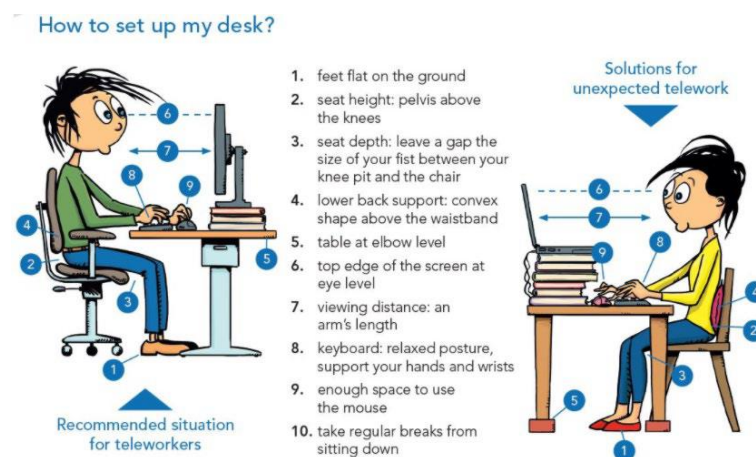 How to set up my desk?
1. feet flat on the ground
2. seat height: pelvis above
the knees
3. seat depth: leave a gap the
size of your fist between your
knee pit and the chair
4. lower back support: convex
shape above the waistband
5. table at elbow level
6. top edge of the screen at
eye level
7. viewing distance: an
arm's length
8. keyboard: relaxed posture,
support your hands and wrists
9. enough space to use
the mouse
10. take regular breaks from
sitting down
6
7
8
9
4
2
3
5
1
Recommended situation
for teleworkers
Solutions for
unexpected telework
6
7
8
9
4
2
3
5
1